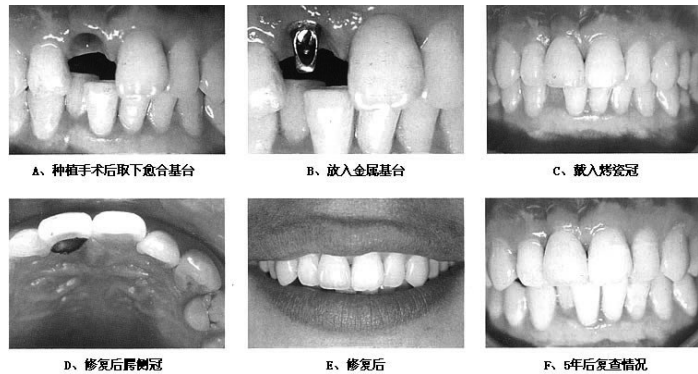 A、种植手术后取下愈合基台
B、放入金属基台
C、戴入烤瓷冠
D、修复后腭侧冠
E、修复后
F、5年后复查情况